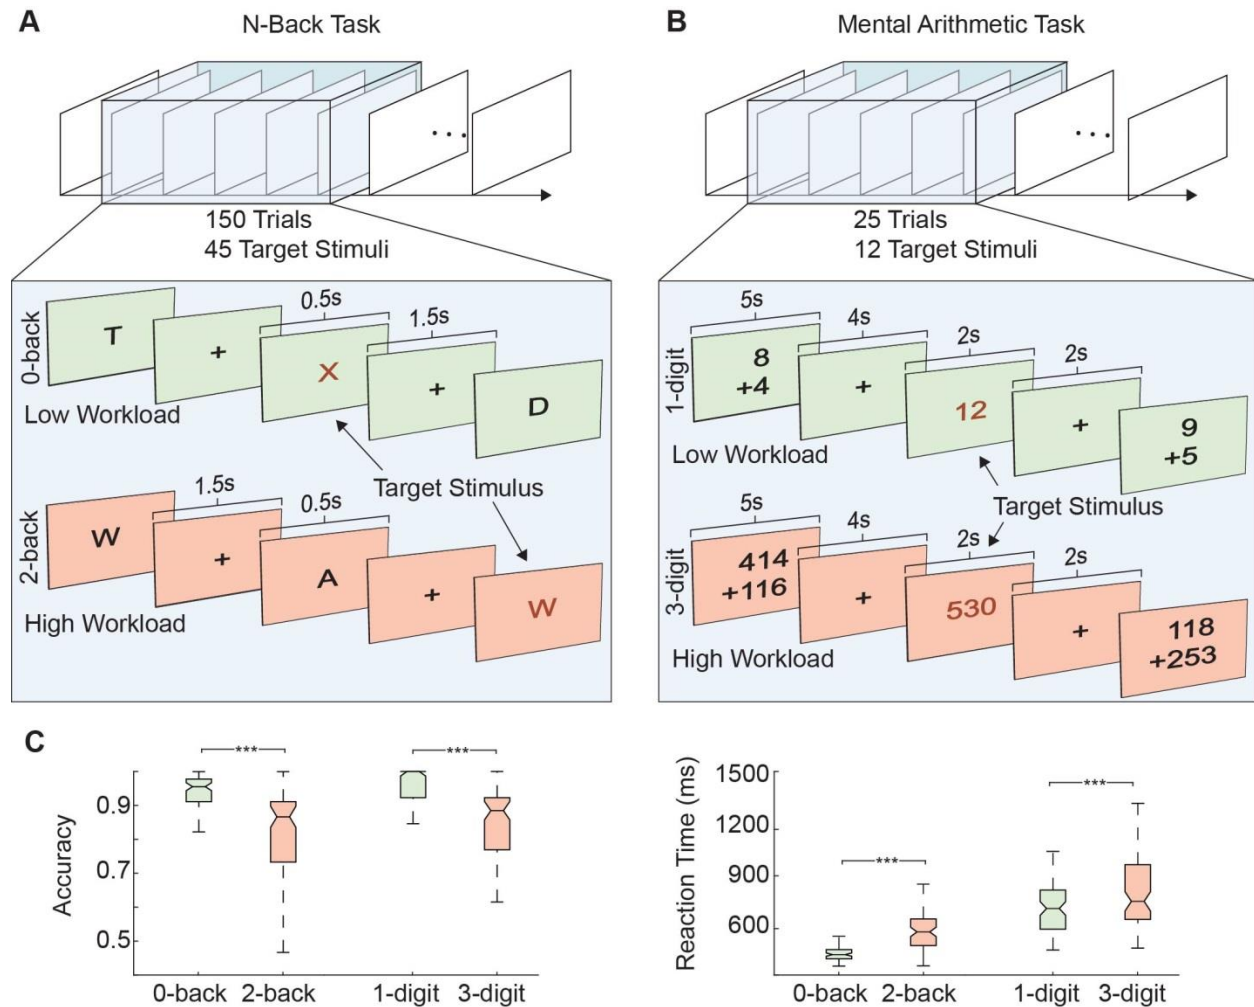 A
N-Back Task
...
150 Trials
45 Target Stimuli
0-back
T
+
0.5s
X
1.5s
+
D
Low Workload
Target Stimulus
2-back
W
1.5s
+
0.5s
A
+
W
High Workload
B
Mental Arithmetic Task
...
25 Trials
12 Target Stimuli
1-digit
5s
8
+4
4s
+
2s
12
2s
+
9
+5
Low Workload
Target Stimulus
3-digit
5s
414
+116
4s
+
2s
530
2s
+
118
+253
High Workload
C
Accuracy
0.9
0.7
0.5
***
***
0-back
2-back
1-digit
3-digit
Reaction Time (ms)
1500
1200
900
600
***
***
0-back
2-back
1-digit
3-digit